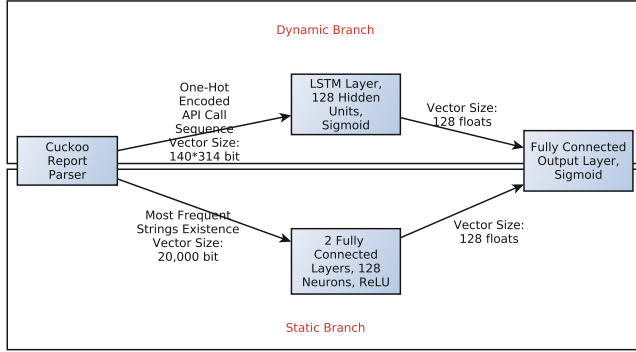 Dynamic Branch
One-Hot
Encoded
API Call
Sequence
Vector Size:
140*314 bit
LSTM Layer,
128 Hidden
Units,
Sigmoid
Vector Size:
128 floats
Cuckoo
Report
Parser
Fully Connected
Output Layer,
Sigmoid
Most Frequent
Strings Existence
Vector Size:
20,000 bit
2 Fully
Connected
Layers, 128
Neurons, ReLU
Vector Size:
128 floats
Static Branch